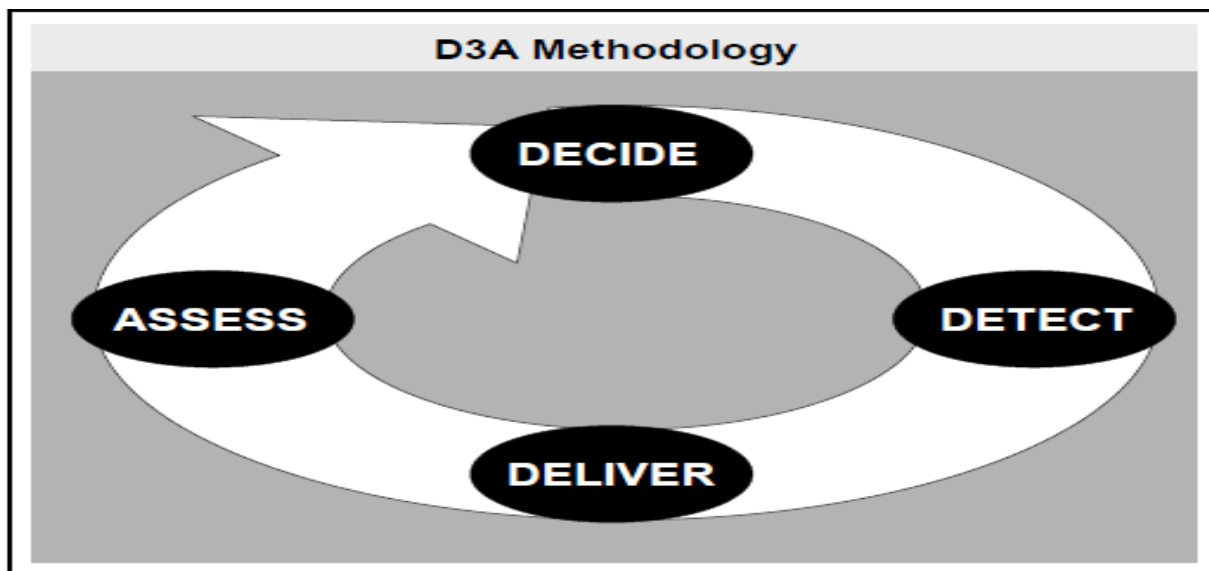 D3A Methodology
DECIDE
ASSESS
DETECT
DELIVER